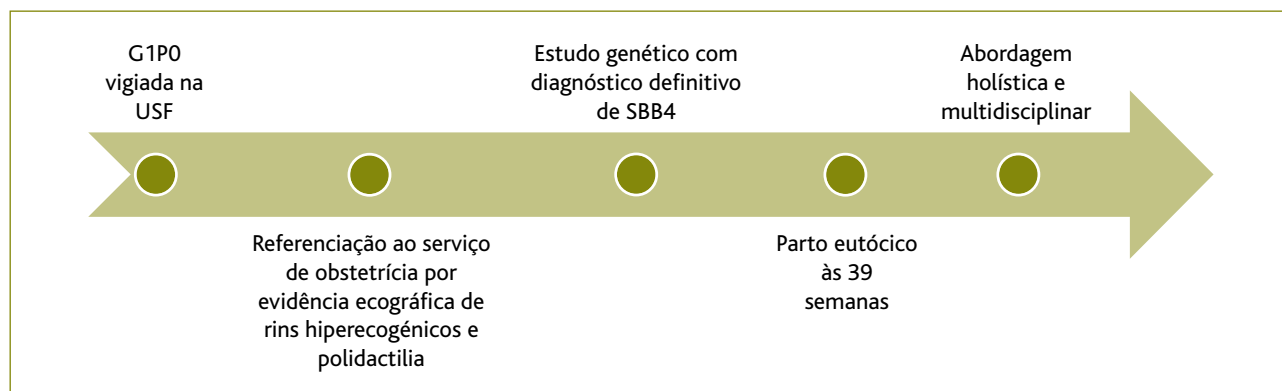 G1P0
vigiada na
USF
Referenciação ao serviço
de obstetrícia por
evidência ecográfica de
rins hiperecogénicos e
polidactilia
Estudo genético com
diagnóstico definitivo
de SBB4
Parto eutócico
às 39
semanas
Abordagem
holística e
multidisciplinar